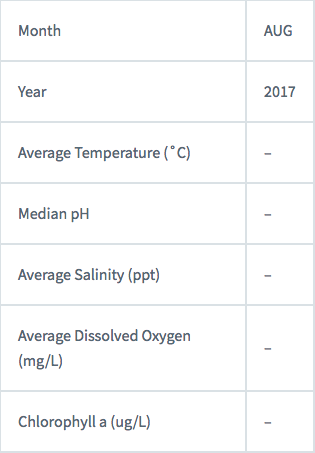 Month AUG
Year 2017
Average Temperature (˚C) –
Median pH –
Average Salinity (ppt) –
Average Dissolved Oxygen
(mg/L) –
Chlorophyll a (ug/L) –